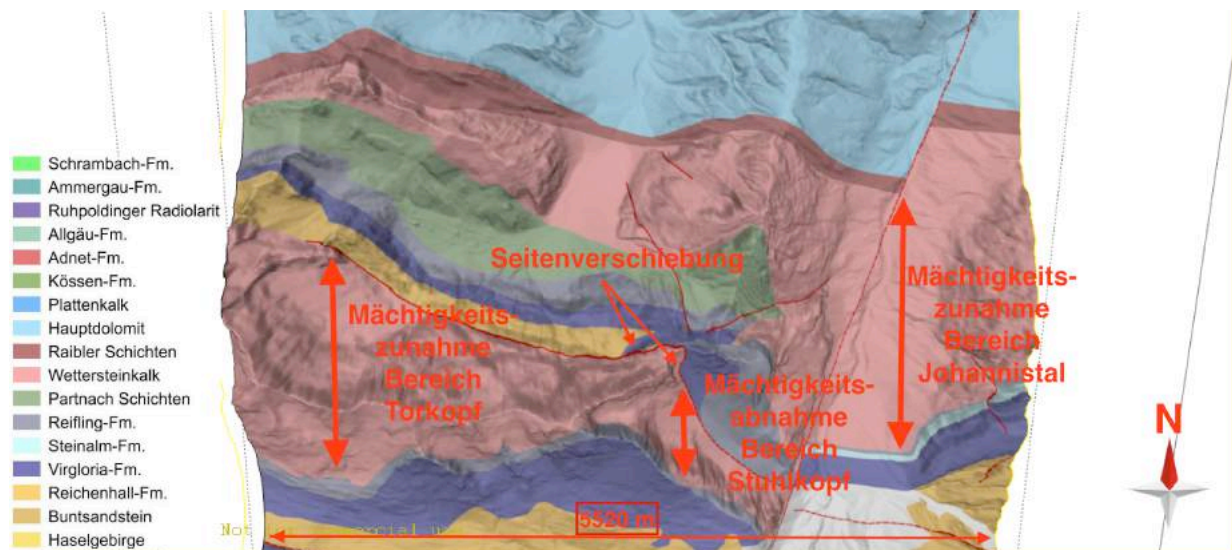 Schrambach-Fm.
Ammergau-Fm.
Ruhpoldinger Radiolarit
Allgäu-Fm.
Adnet-Fm.
Kössen-Fm.
Plattenkalk
Hauptdolomit
Raibler Schichten
Wettersteinkalk
Partnach Schichten
Reifling-Fm.
Steinalm-Fm.
Virgloria-Fm.
Reichenhall-Fm.
Buntsandstein
Haselgebirge
Seitenverschiebung
Mächtigkeits-
zunahme
Bereich
Torkopf
Mächtigkeits-
abnahme
Bereich
Stuhlkopf
Mächtigkeits-
zunahme
Bereich
Johannistal
5520 m
N
Not